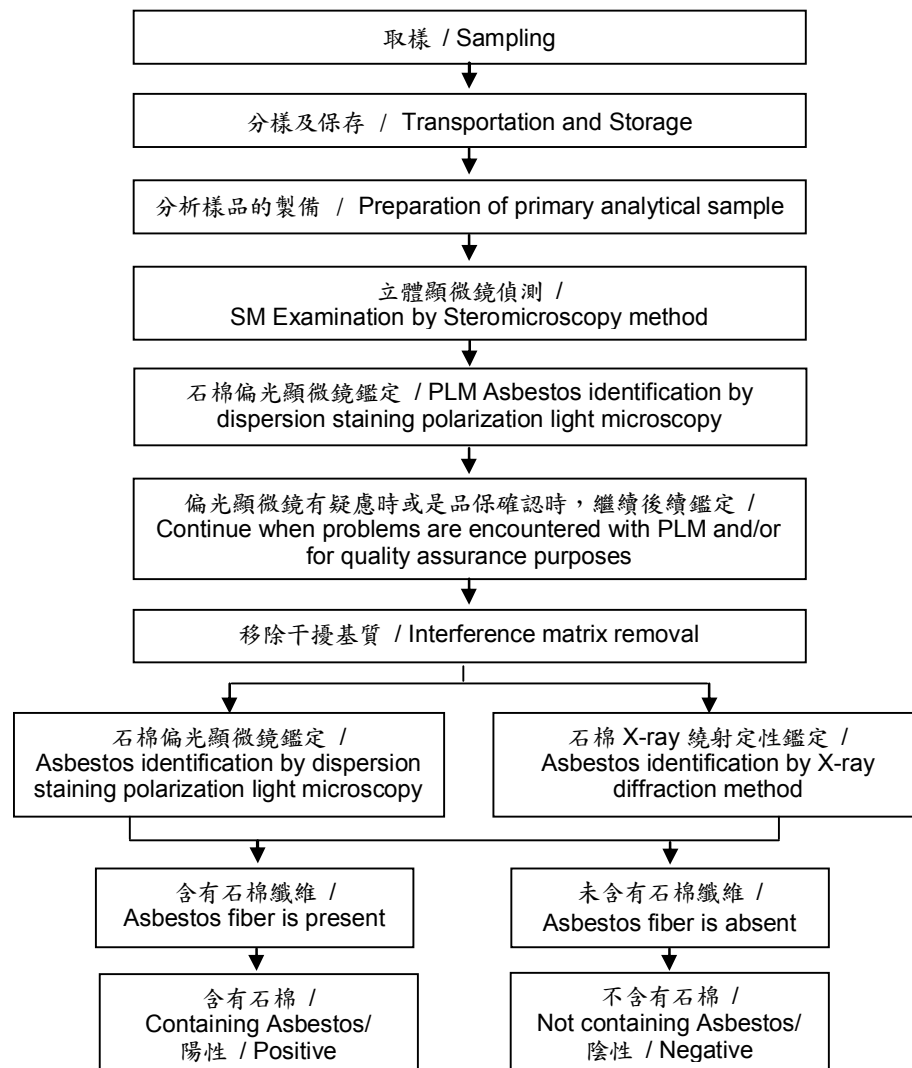 取樣 / Sampling
分樣及保存 / Transportation and Storage
分析樣品的製備 / Preparation of primary analytical sample
立體顯微鏡偵測 /
SM Examination by Steromicroscopy method
石棉偏光顯微鏡鑑定 / PLM Asbestos identification by
dispersion staining polarization light microscopy
偏光顯微鏡有疑慮時或是品保確認時，繼續後續鑑定 /
Continue when problems are encountered with PLM and/or
for quality assurance purposes
移除干擾基質 / Interference matrix removal
石棉偏光顯微鏡鑑定 /
Asbestos identification by dispersion
staining polarization light microscopy
石棉 X-ray 繞射定性鑑定 /
Asbestos identification by X-ray
diffraction method
含有石棉纖維 /
Asbestos fiber is present
未含有石棉纖維 /
Asbestos fiber is absent
含有石棉 /
Containing Asbestos/
陽性 / Positive
不含有石棉 /
Not containing Asbestos/
陰性 / Negative